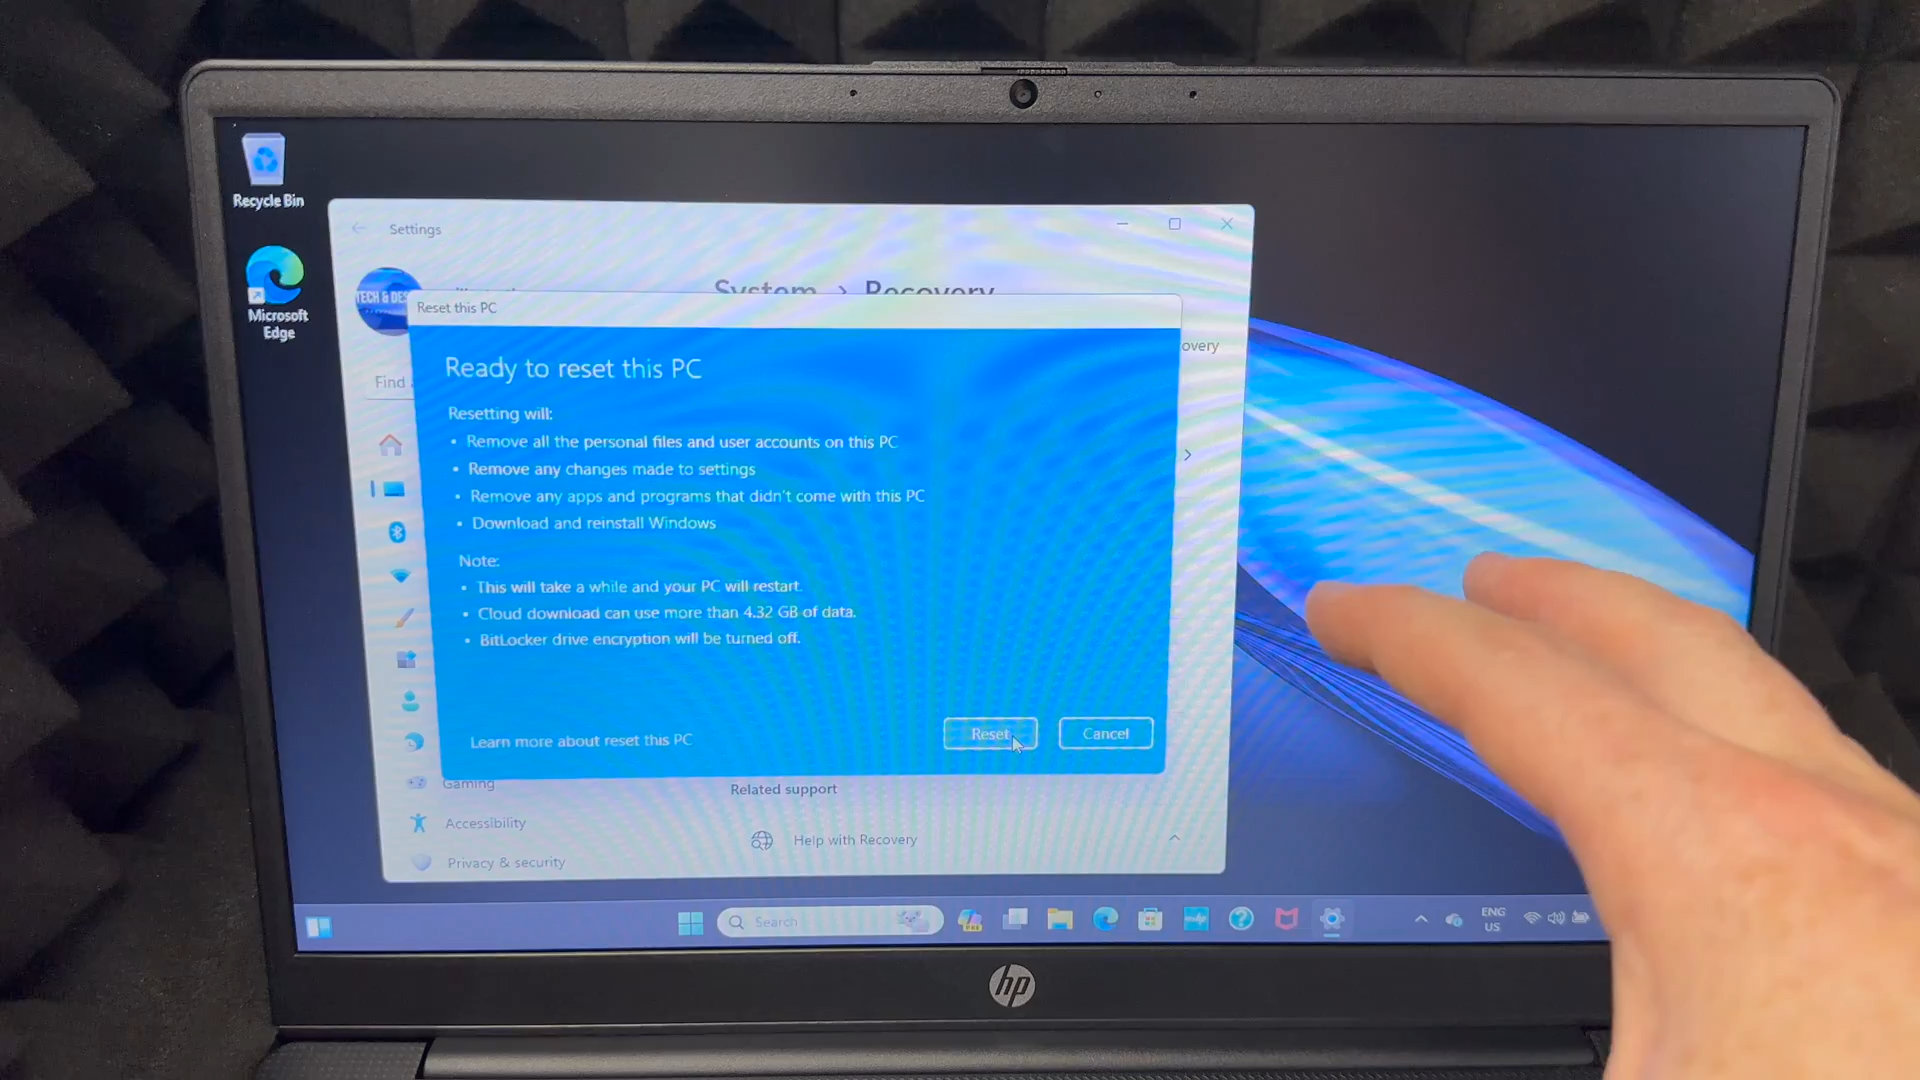 Recycle Bin
Microsoft
Edge
Settings
TECH & DES
System > Recovery
Reset this PC
overy
Find
Ready to reset this PC
Resetting will:
• Remove all the personal files and user accounts on this PC
• Remove any changes made to settings
• Remove any apps and programs that didn't come with this PC
• Download and reinstall Windows
Note:
• This will take a while and your PC will restart.
• Cloud download can use more than 4.32 GB of data.
• BitLocker drive encryption will be turned off.
Learn more about reset this PC
Reset
Cancel
Gaming
Related support
Accessibility
Help with Recovery
Privacy & security
Search
ENG
US
hp